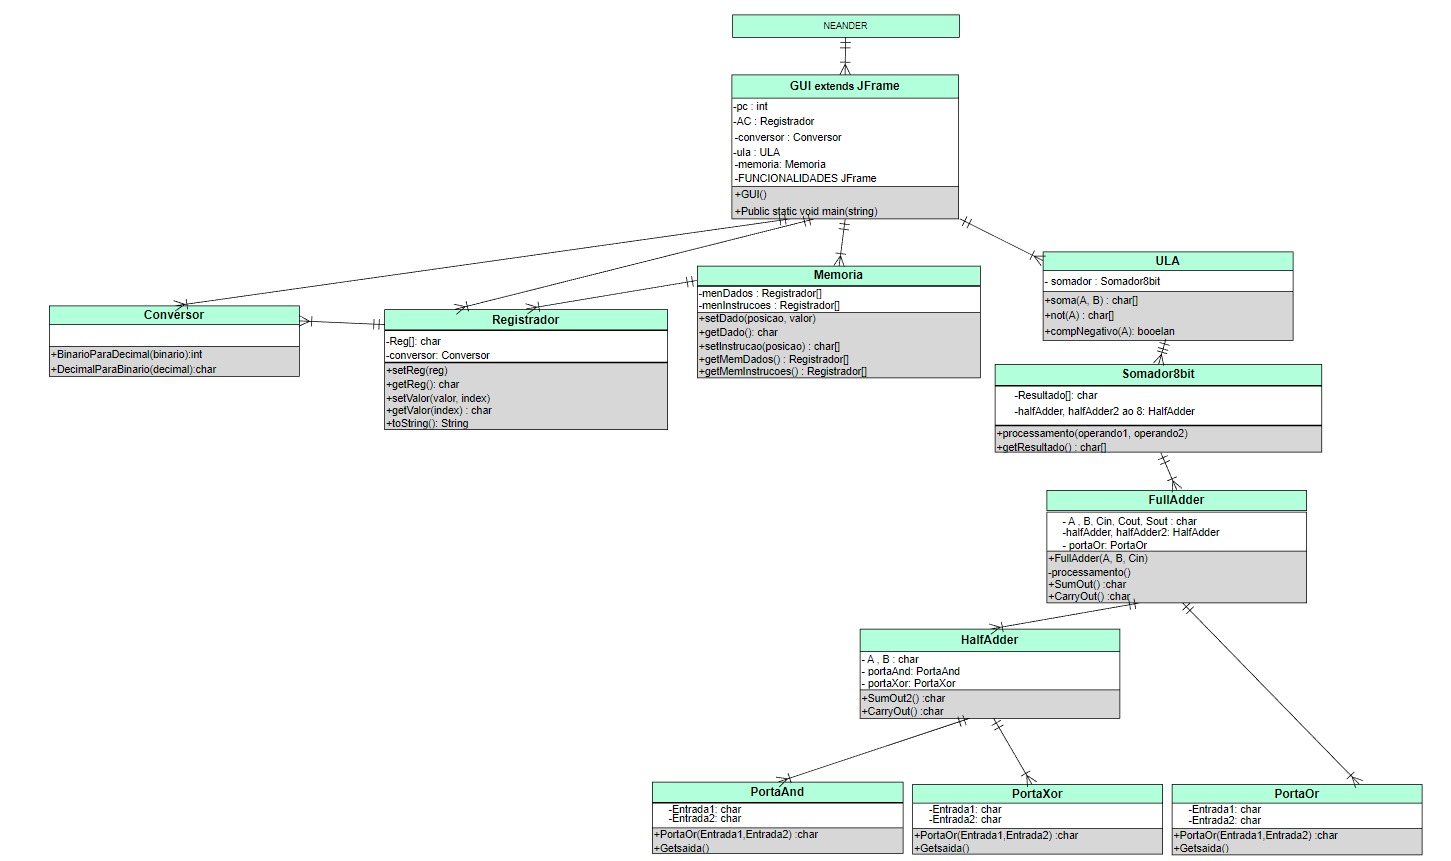 NEANDER
GUI extends JFrame
-pc : int
-AC : Registrador
-conversor : Conversor
-ula : ULA
-memoria: Memoria
-FUNCIONALIDADES JFrame
+GUI()
+Public static void main(string)
Conversor
+BinarioParaDecimal(binario):int
+DecimalParaBinario(decimal):char
Registrador
-Reg[]: char
-conversor: Conversor
+setReg(reg)
+getReg(): char
+setValor(valor, index)
+getValor(index) : char
+toString(): String
Memoria
-menDados : Registrador[]
-menInstrucoes : Registrador[]
+setDado(posicao, valor)
+getDado(): char
+setInstrucao(posicao) : char[]
+getMemDados() : Registrador[]
+getMemInstrucoes() : Registrador[]
ULA
- somador : Somador8bit
+soma(A, B) : char[]
+not(A) : char[]
+compNegativo(A): booelan
Somador8bit
-Resultado[]: char
-halfAdder, halfAdder2 ao 8: HalfAdder
+processamento(operando1, operando2)
+getResultado() : char[]
FullAdder
- A , B, Cin, Cout, Sout : char
-halfAdder, halfAdder2: HalfAdder
- portaOr: PortaOr
+FullAdder(A, B, Cin)
-processamento()
+SumOut() :char
+CarryOut() :char
HalfAdder
- A , B : char
- portaAnd: PortaAnd
- portaXor: PortaXor
+SumOut2() :char
+CarryOut() :char
PortaAnd
-Entrada1: char
-Entrada2: char
+PortaOr(Entrada1,Entrada2) :char
+Getsaida()
PortaXor
-Entrada1: char
-Entrada2: char
+PortaOr(Entrada1,Entrada2) :char
+Getsaida()
PortaOr
-Entrada1: char
-Entrada2: char
+PortaOr(Entrada1,Entrada2) :char
+Getsaida()